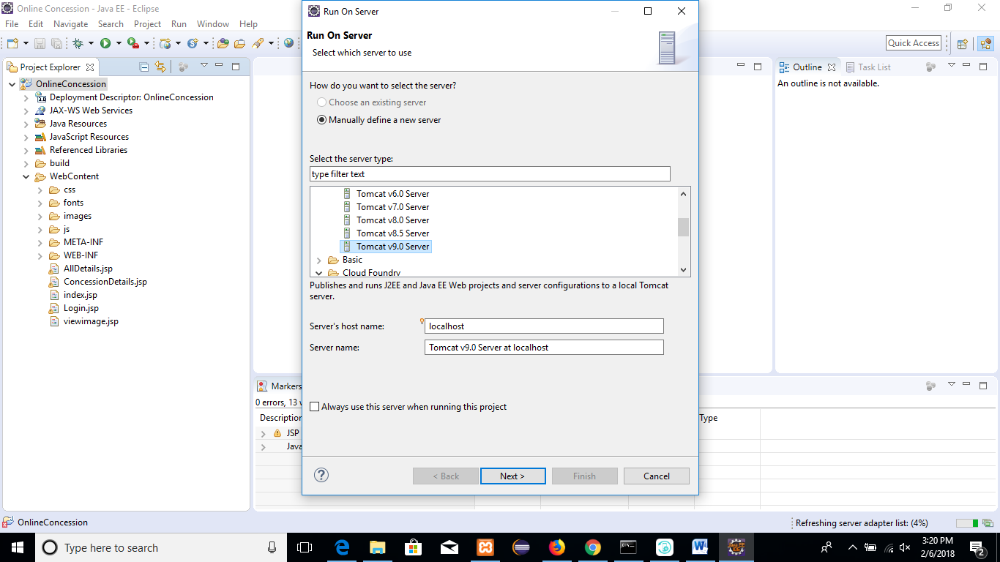 Online Concession - Java EE - Eclipse
File Edit Navigate Search Project Run Window Help
Quick Access
Project Explorer
OnlineConcession
3.0 Deployment Descriptor: OnlineConcession
JAX-WS Web Services
Java Resources
JavaScript Resources
Referenced Libraries
build
WebContent
css
fonts
images
js
META-INF
WEB-INF
AllDetails.jsp
ConcessionDetails.jsp
index.jsp
Login.jsp
viewimage.jsp
Run On Server
Run On Server
Select which server to use
How do you want to select the server?
Choose an existing server
Manually define a new server
Select the server type:
type filter text
Tomcat v6.0 Server
Tomcat v7.0 Server
Tomcat v8.0 Server
Tomcat v8.5 Server
Tomcat v9.0 Server
Basic
Cloud Foundry
Publishes and runs J2EE and Java EE Web projects and server configurations to a local Tomcat
server.
Server's host name: localhost
Server name: Tomcat v9.0 Server at localhost
Always use this server when running this project
? < Back Next > Finish Cancel
Outline Task List
An outline is not available.
Markers
0 errors, 13 w
Description Type
JSP
Java
OnlineConcession
Refreshing server adapter list: (4%)
Type here to search
3:20 PM
2/6/2018
2